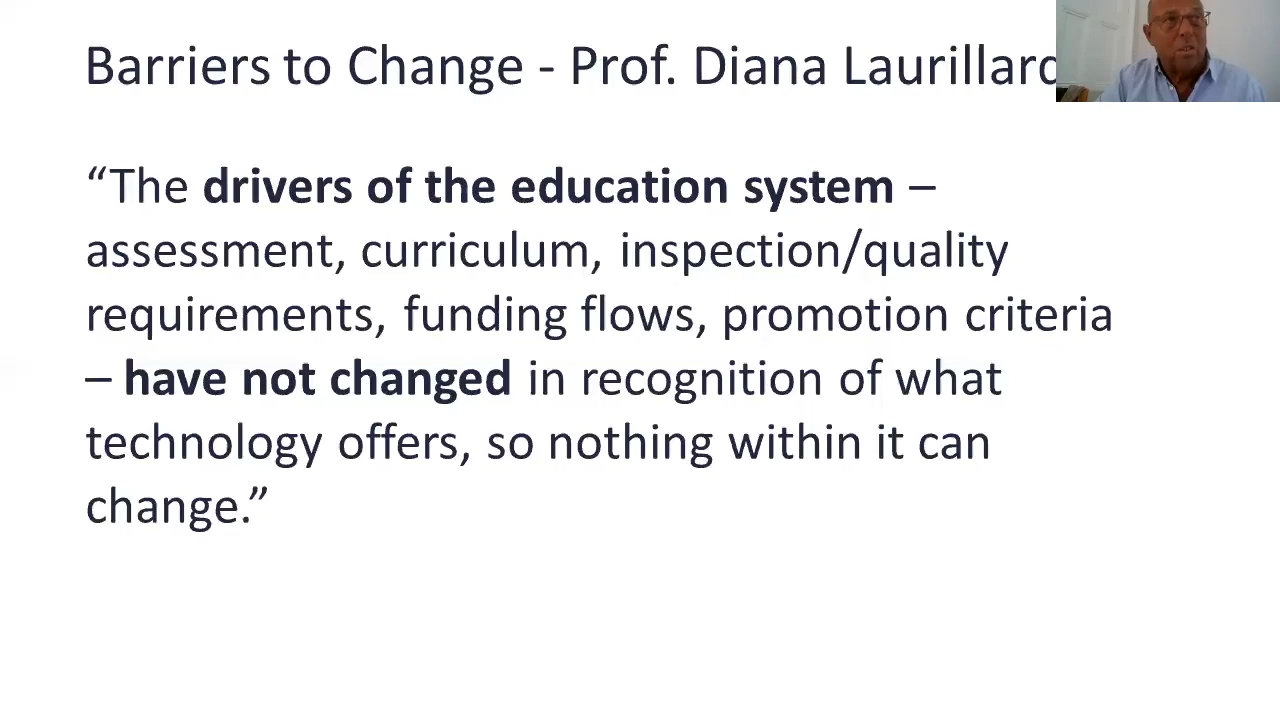 Barriers to Change - Prof. Diana Laurillard
“The drivers of the education system –
assessment, curriculum, inspection/quality
requirements, funding flows, promotion criteria
– have not changed in recognition of what
technology offers, so nothing within it can
change.”